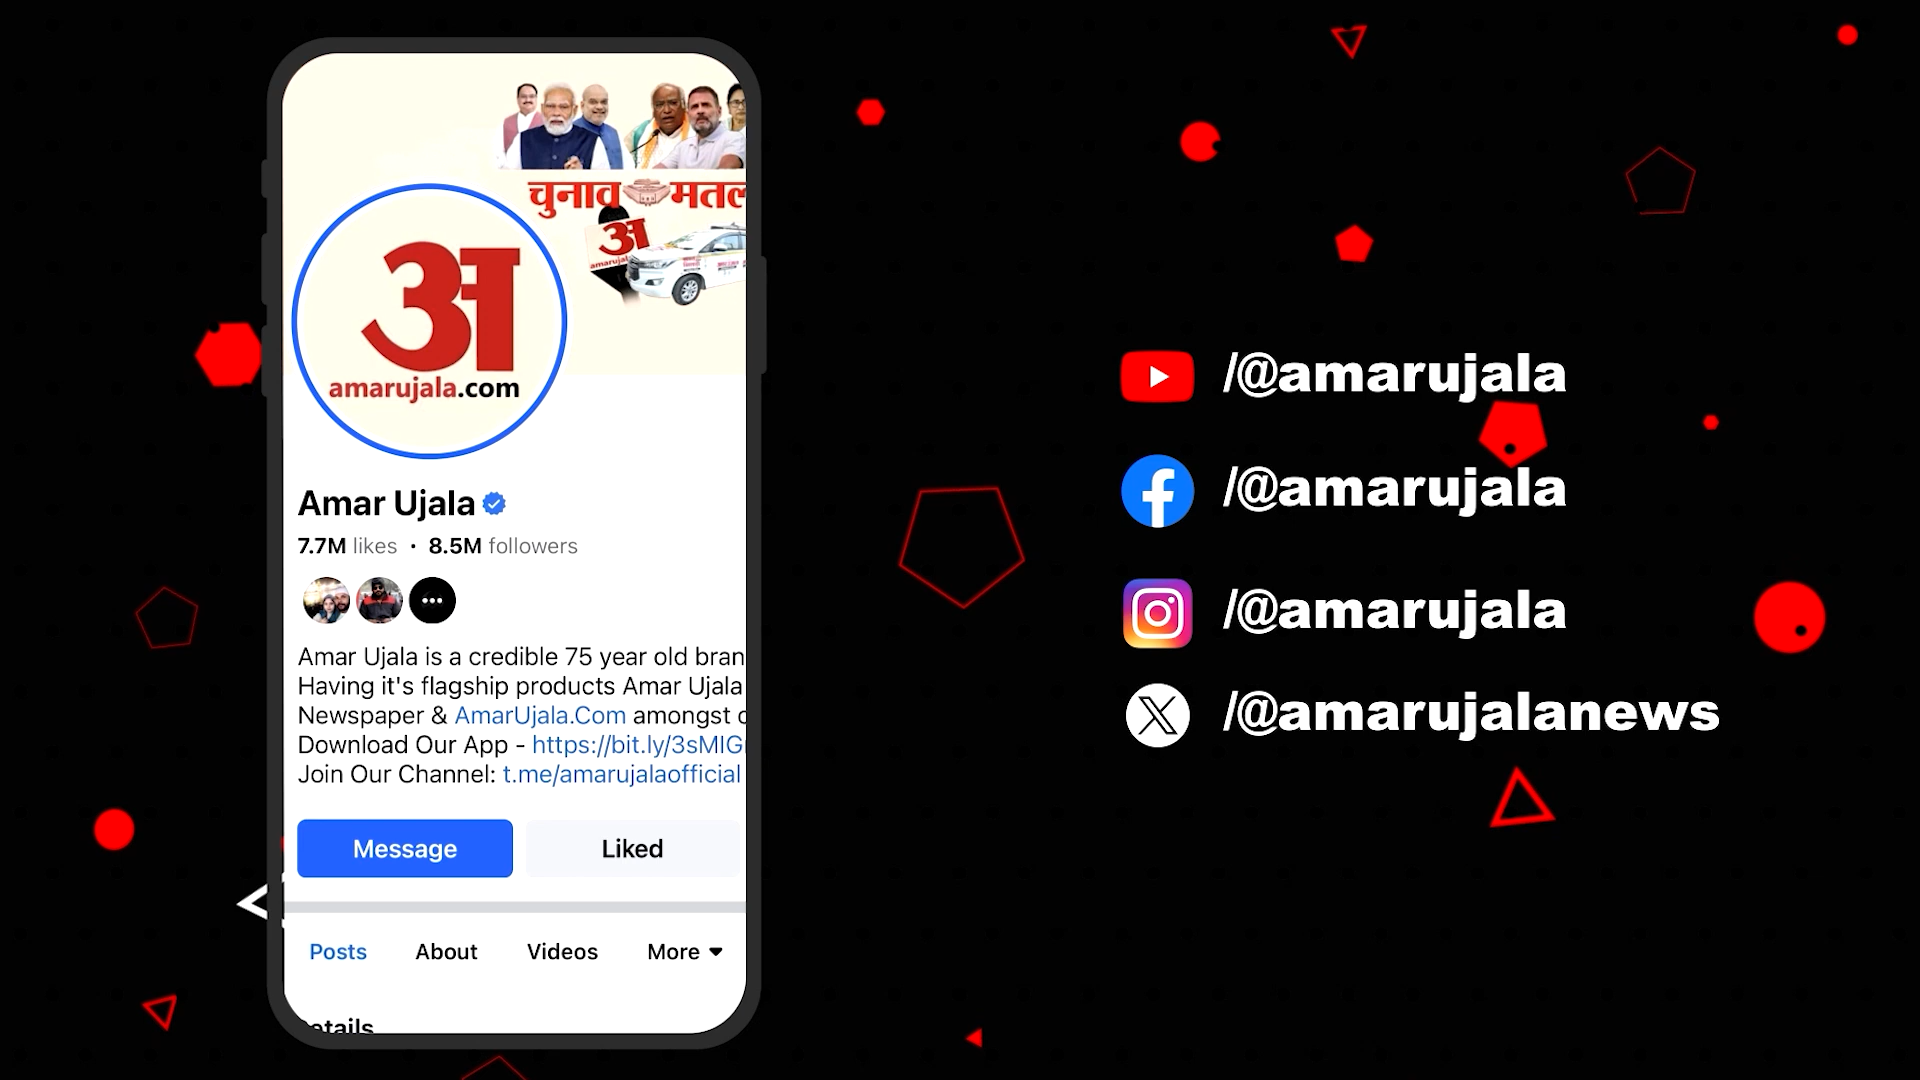 चुनाव मतल
अ
amarujala
अ
amarujala.com
Amar Ujala
7.7M likes · 8.5M followers
Amar Ujala is a credible 75 year old bran
Having it's flagship products Amar Ujala
Newspaper & AmarUjala.Com amongst
Download Our App - https://bit.ly/3sMIG
Join Our Channel: t.me/amarujalaofficial
Message
Liked
Posts
About
Videos
More
Details
/@amarujala
/@amarujala
/@amarujala
/@amarujalanews